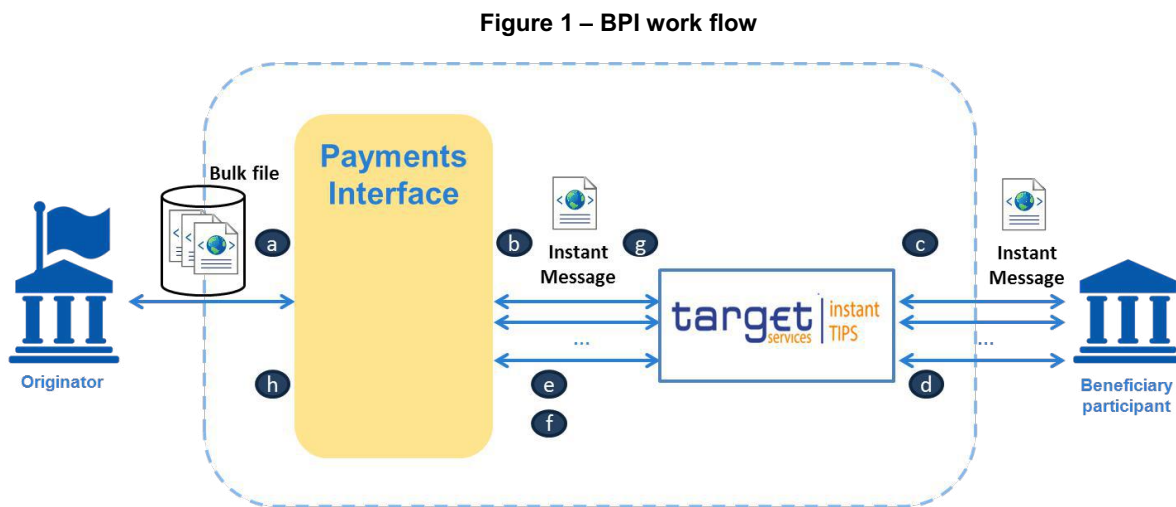 Figure 1 – BPI work flow
Payments
Interface
Bulk file
a
b
Instant
Message
g
c
Instant
Message
target
services
instant
TIPS
...
...
Originator
h
e
f
d
Beneficiary
participant